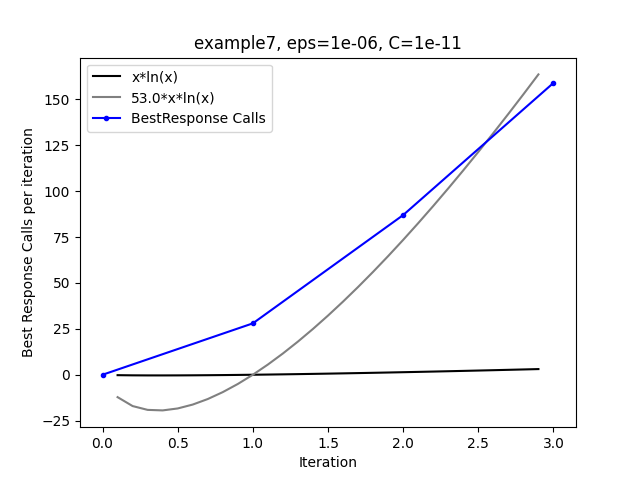 example7, eps=1e-06, C=1e-11
x*ln(x)
53.0*x*ln(x)
BestResponse Calls
Best Response Calls per iteration
150
125
100
75
50
25
0
−25
0.0 0.5 1.0 1.5 2.0 2.5 3.0
Iteration